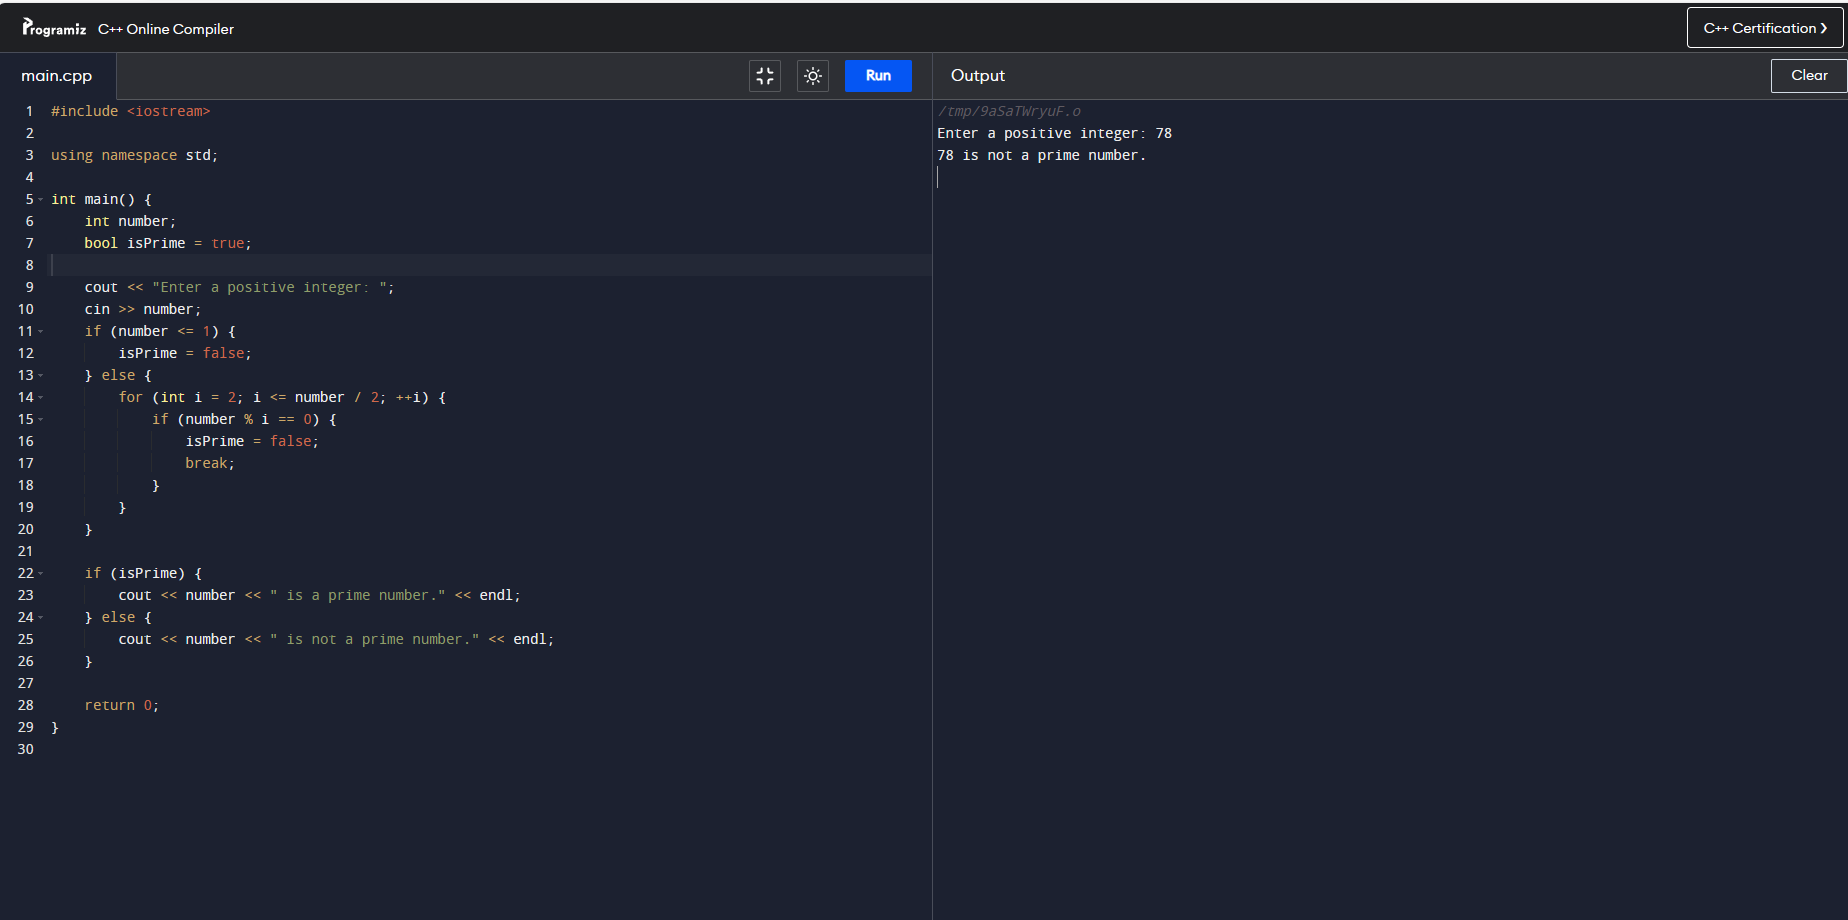 Programiz C++ Online Compiler
C++ Certification ❯
main.cpp
Run
Output
Clear
1 #include <iostream>
2
3 using namespace std;
4
5 int main() {
6     int number;
7     bool isPrime = true;
8
9     cout << "Enter a positive integer: ";
10     cin >> number;
11     if (number <= 1) {
12         isPrime = false;
13     } else {
14         for (int i = 2; i <= number / 2; ++i) {
15             if (number % i == 0) {
16                 isPrime = false;
17                 break;
18             }
19         }
20     }
21
22     if (isPrime) {
23         cout << number << " is a prime number." << endl;
24     } else {
25         cout << number << " is not a prime number." << endl;
26     }
27
28     return 0;
29 }
30
/tmp/9aSaTWryuF.o
Enter a positive integer: 78
78 is not a prime number.